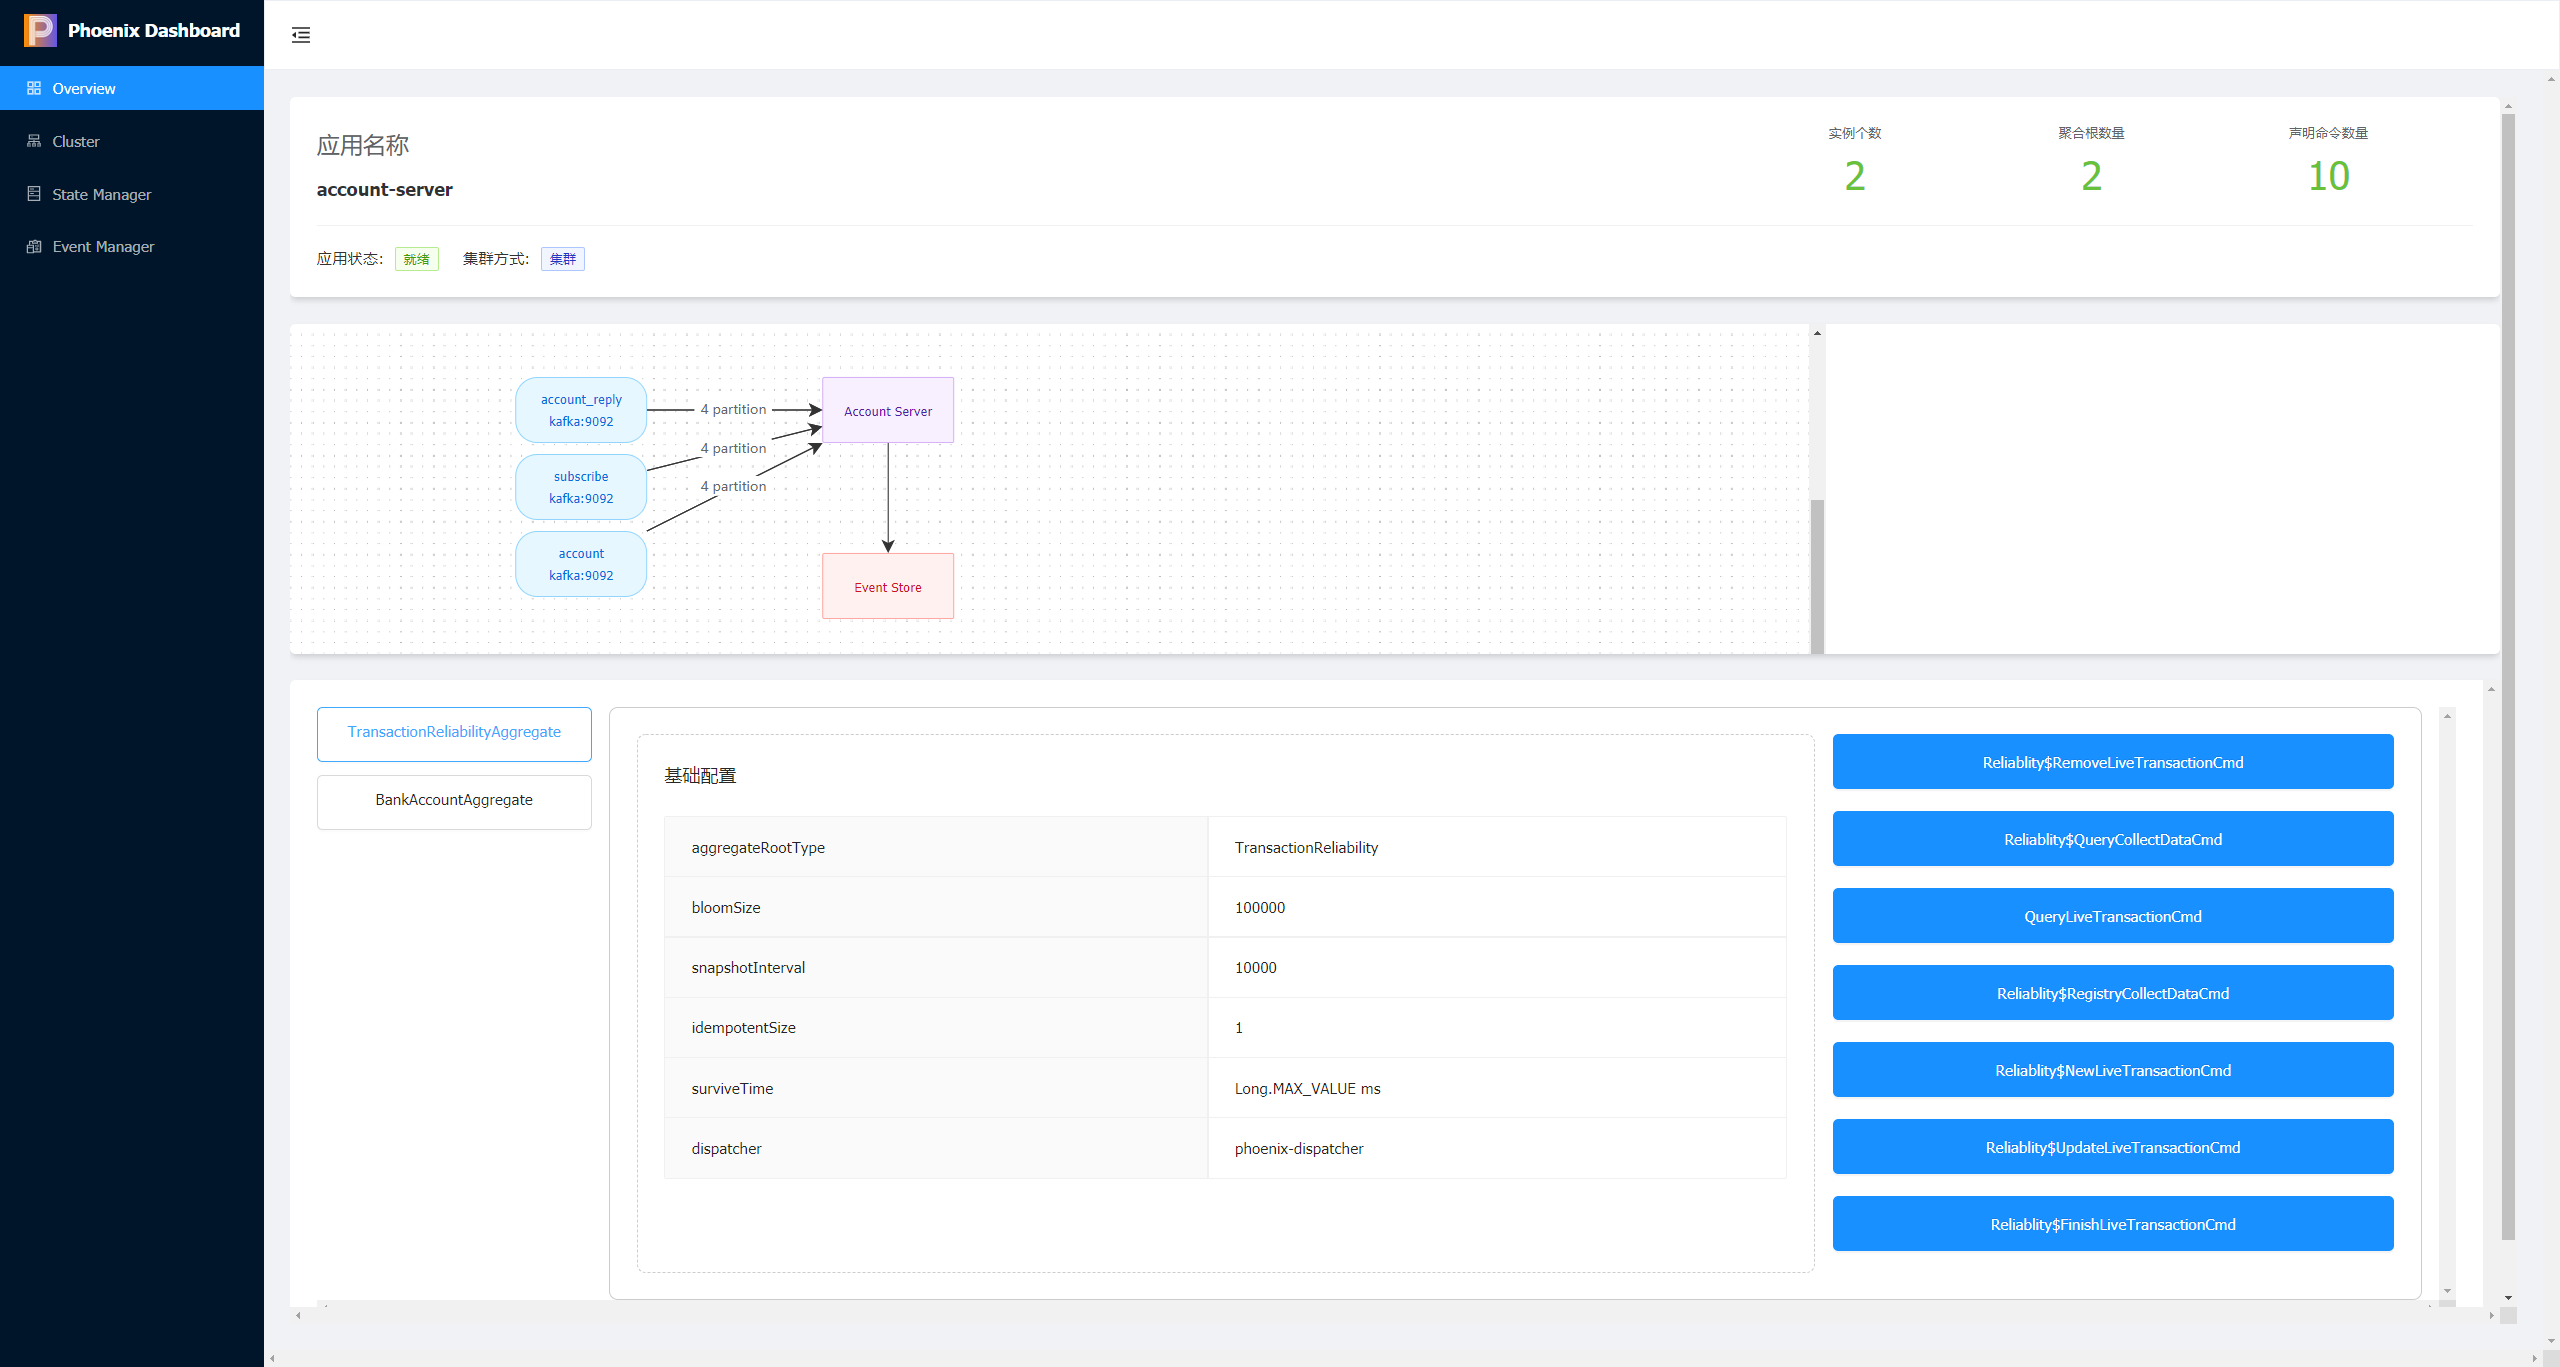 Phoenix Dashboard
Overview
Cluster
State Manager
Event Manager
应用名称
account-server
实例个数
2
聚合根数量
2
声明命令数量
10
应用状态: 就绪 集群方式: 集群
account_reply
kafka:9092
4 partition
Account Server
subscribe
kafka:9092
4 partition
account
kafka:9092
4 partition
Event Store
TransactionReliabilityAggregate
BankAccountAggregate
基础配置
aggregateRootType TransactionReliability
bloomSize 100000
snapshotInterval 10000
idempotentSize 1
surviveTime Long.MAX_VALUE ms
dispatcher phoenix-dispatcher
Reliablity$RemoveLiveTransactionCmd
Reliablity$QueryCollectDataCmd
QueryLiveTransactionCmd
Reliablity$RegistryCollectDataCmd
Reliablity$NewLiveTransactionCmd
Reliablity$UpdateLiveTransactionCmd
Reliablity$FinishLiveTransactionCmd